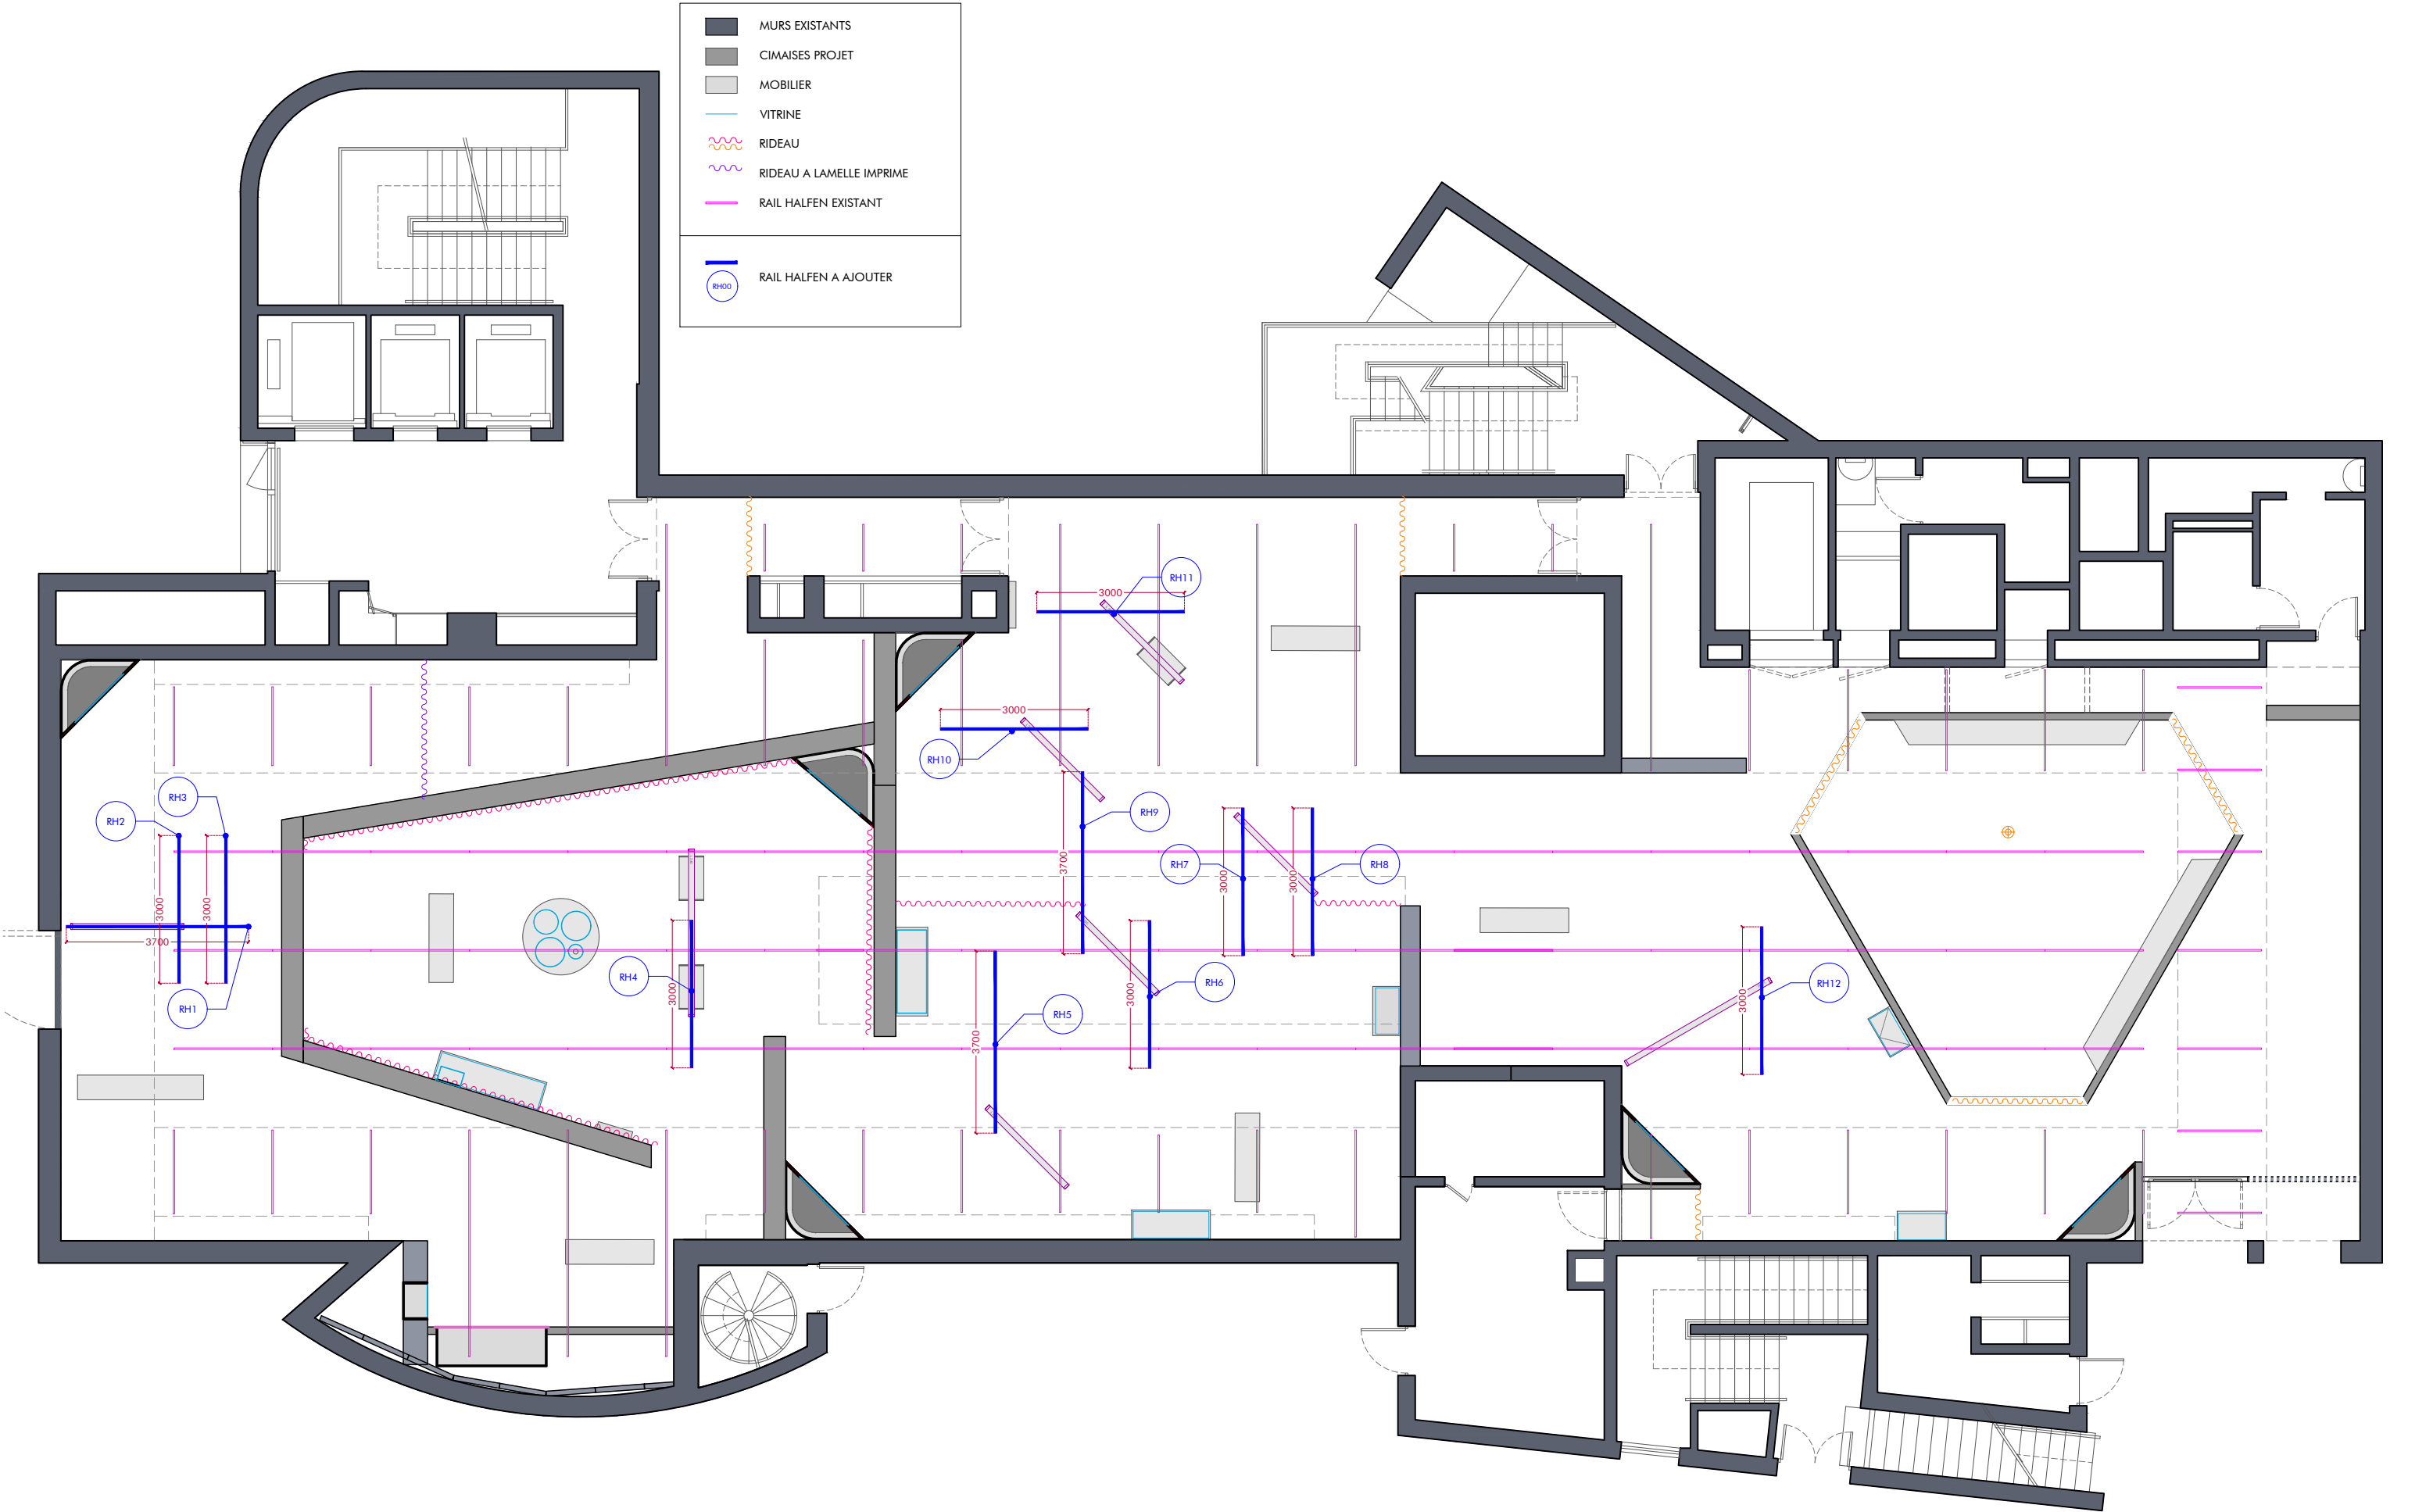 MURS EXISTANTS
CIMAISES PROJET
MOBILIER
VITRINE
RIDEAU
RIDEAU A LAMELLE IMPRIME
RAIL HALFEN EXISTANT
RH00
RAIL HALFEN A AJOUTER
RH11
3000
3000
RH10
RH3
RH2
RH9
3700
RH7
RH8
3000
3000
3000
3000
3700
RH1
RH4
3000
RH6
3000
RH5
3700
RH12
3000